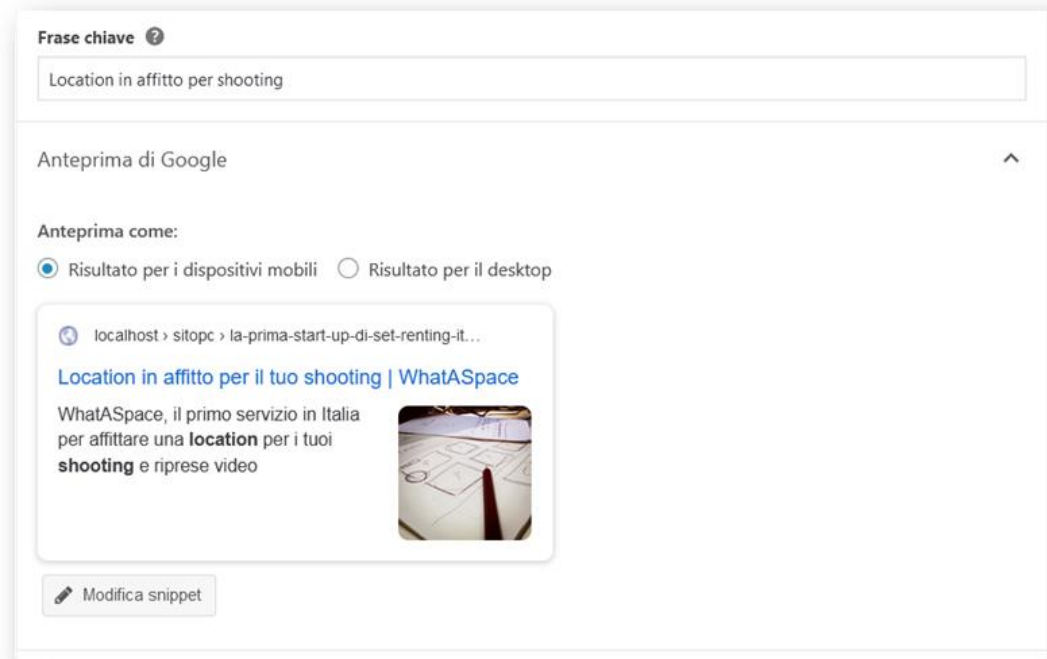 Frase chiave ?
Location in affitto per shooting
Anteprima di Google
Anteprima come:
Risultato per i dispositivi mobili Risultato per il desktop
localhost › sitopc › la-prima-start-up-di-set-renting-it...
Location in affitto per il tuo shooting | WhatASpace
WhatASpace, il primo servizio in Italia
per affittare una location per i tuoi
shooting e riprese video
Modifica snippet